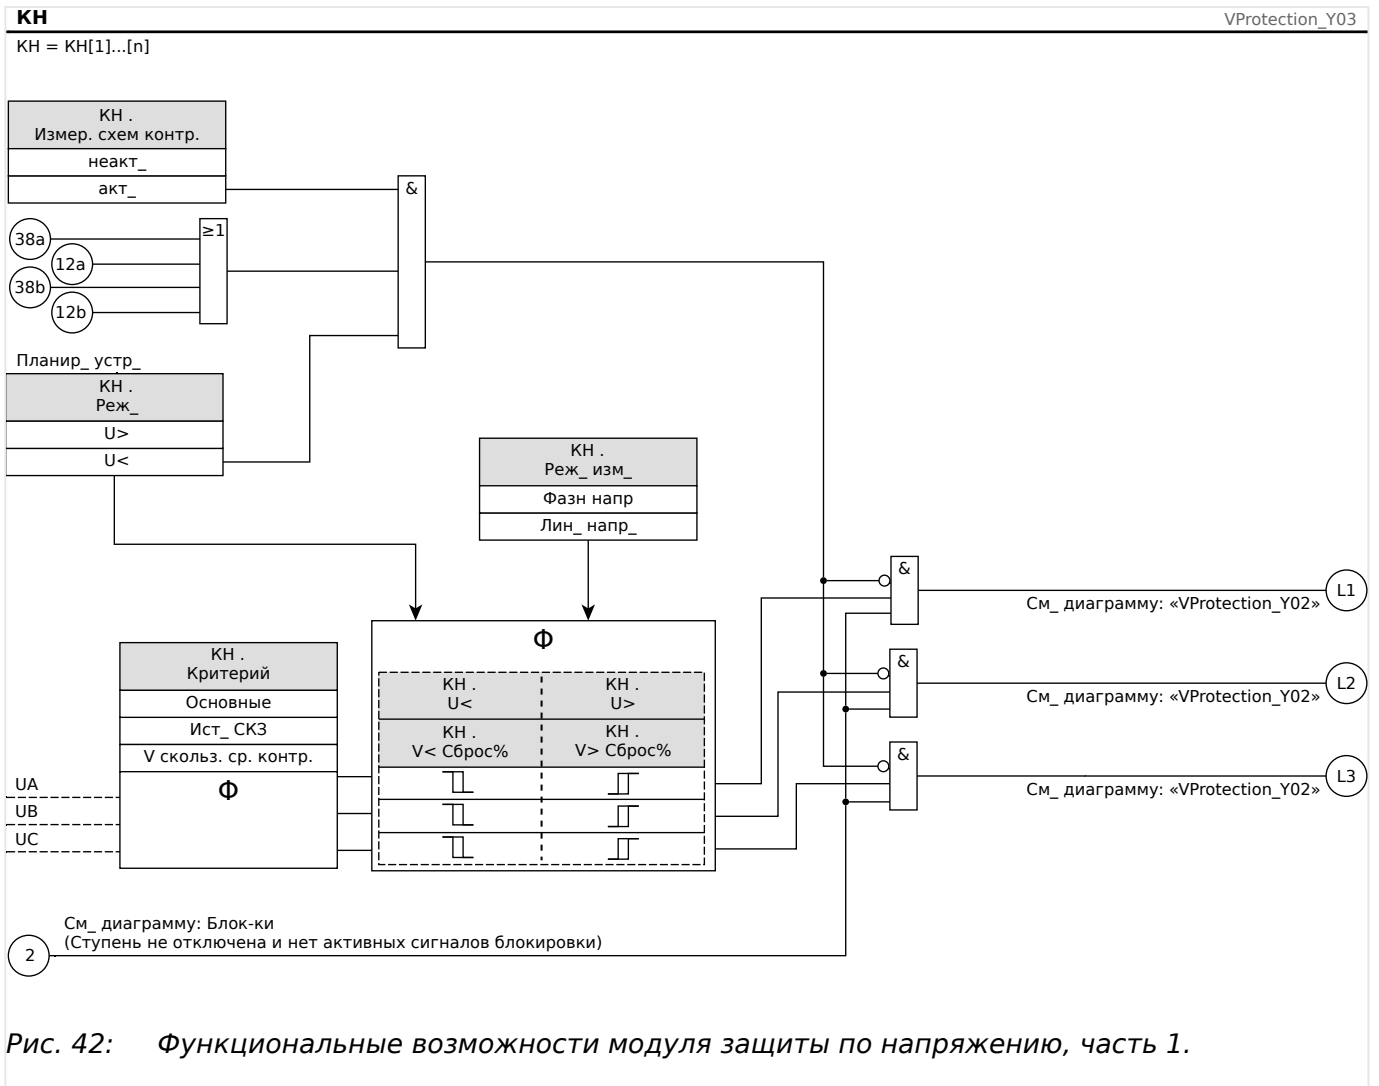 КН
VProtection_Y03
КН = КН[1]...[n]
КН .
Измер. схем контр.
неакт_
акт_
&
38a
12a
38b
12b
≥1
Планир_ устр_
КН .
Реж_
U>
U<
КН .
Реж_ изм_
Фазн напр
Лин_ напр_
&
L1
См_ диаграмму: «VProtection_Y02»
&
L2
См_ диаграмму: «VProtection_Y02»
&
L3
См_ диаграмму: «VProtection_Y02»
КН .
Критерий
Основные
Ист_ СКЗ
V скольз. ср. контр.
Φ
UA
UB
UC
Φ
КН .
U<
КН .
U>
КН .
V< Сброс%
КН .
V> Сброс%
См_ диаграмму: Блок-ки
(Ступень не отключена и нет активных сигналов блокировки)
2
Рис. 42: Функциональные возможности модуля защиты по напряжению, часть 1.